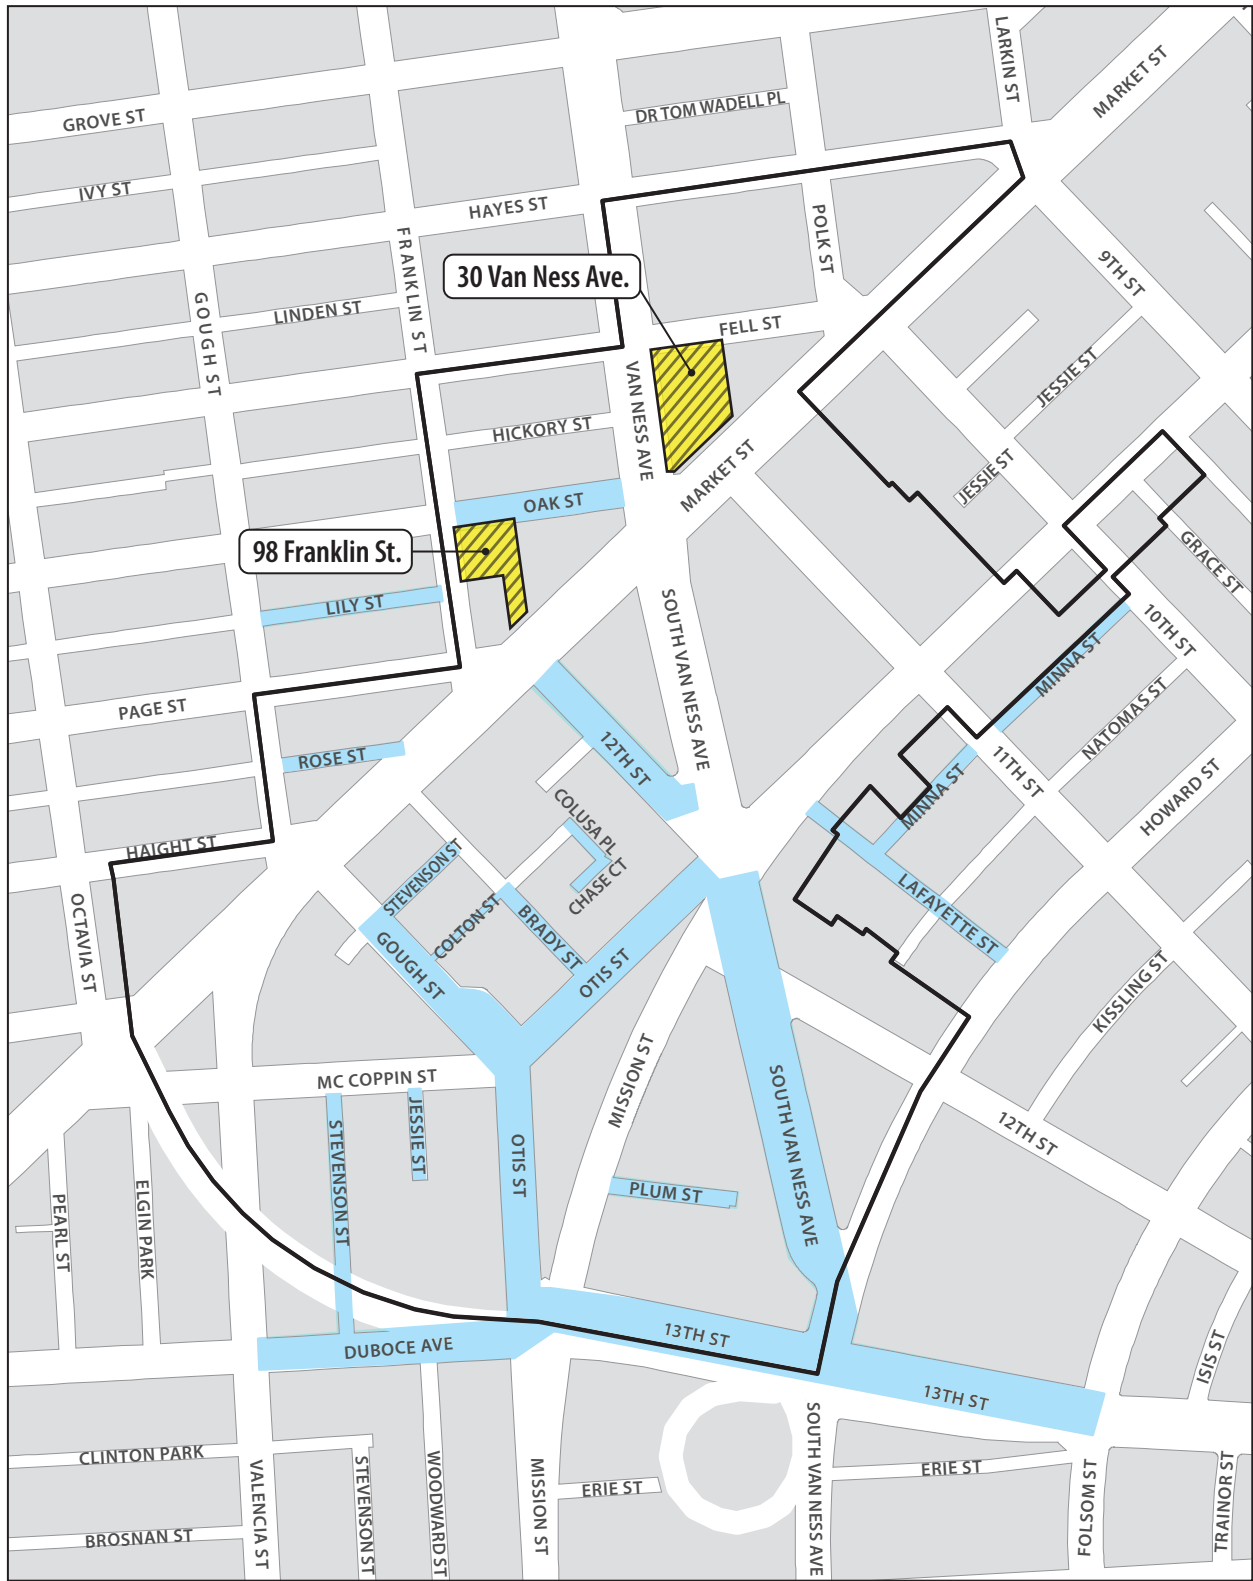 LARKIN ST
MARKET ST
GROVE ST
DR TOM WADELL PL
IVY ST
HAYES ST
POLK ST
FRANKLIN ST
9TH ST
30 Van Ness Ave.
GOUGH ST
LINDEN ST
FELL ST
VAN NESS AVE
JESSIE ST
HICKORY ST
MARKET ST
JESSIE ST
OAK ST
98 Franklin St.
GRACE ST
LILY ST
SOUTH VAN NESS AVE
10TH ST
MINNA ST
PAGE ST
NATOMAS ST
ROSE ST
12TH ST
11TH ST
HOWARD ST
MINNA ST
COLUSA PL
HAIGHT ST
STEVENSON ST
CHASE CT
OCTAVIA ST
COLTON ST
BRADY ST
LAFAYETTE ST
GOUGH ST
OTIS ST
KISSLING ST
MISSION ST
MC COPPIN ST
SOUTH VAN NESS AVE
JESSIE ST
12TH ST
STEVENSON ST
OTIS ST
PLUM ST
PEARL ST
ELGIN PARK
13TH ST
DUBOCE AVE
ISIS ST
13TH ST
CLINTON PARK
VALENCIA ST
STEVENSON ST
WOODWARD ST
MISSION ST
ERIE ST
SOUTH VAN NESS AVE
ERIE ST
FOLSOM ST
TRAINOR ST
BROSNAN ST